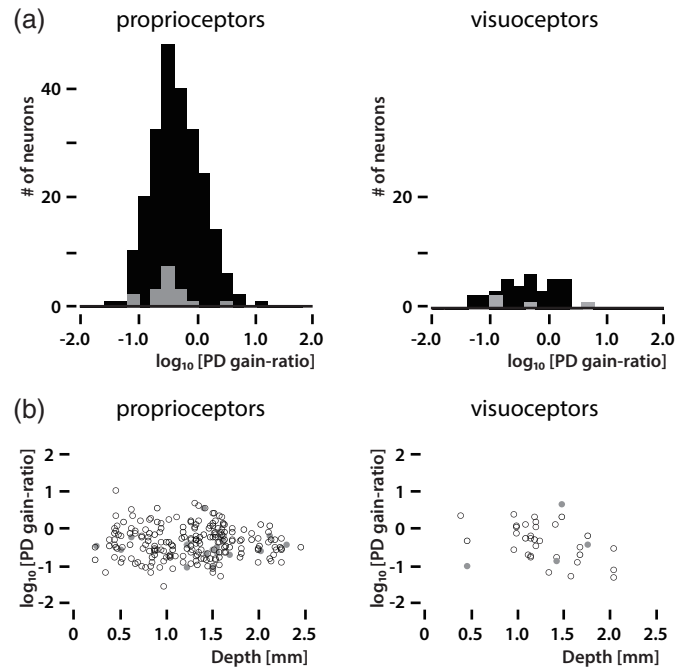 (a)
proprioceptors
visuoceptors
# of neurons
40
20
0
-2.0 -1.0 0.0 1.0 2.0
log₁₀ [PD gain-ratio]
# of neurons
20
0
-2.0 -1.0 0.0 1.0 2.0
log₁₀ [PD gain-ratio]
(b)
proprioceptors
visuoceptors
log₁₀ [PD gain-ratio]
2
1
-0
-1
-2
0 0.5 1.0 1.5 2.0 2.5
Depth [mm]
log₁₀ [PD gain-ratio]
2
1
-0
-1
-2
0 0.5 1.0 1.5 2.0 2.5
Depth [mm]